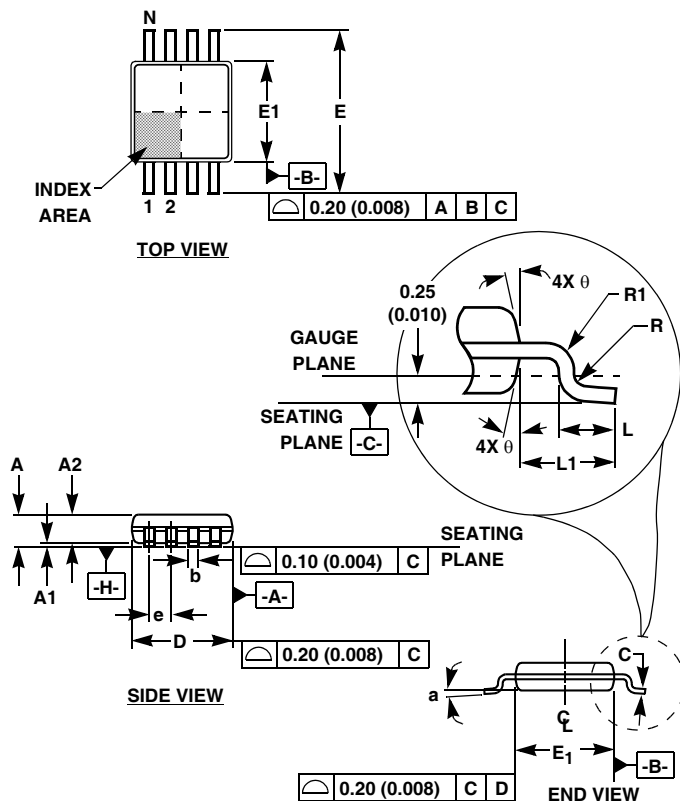 N
E1
E
-B-
INDEX
AREA
1 2
0.20 (0.008) A B C
TOP VIEW
0.25
(0.010)
4X θ
R1
R
GAUGE
PLANE
SEATING
PLANE
-C-
4X θ
L
L1
A
A2
SEATING
PLANE
0.10 (0.004) C
-H-
A1
b
-A-
e
D
0.20 (0.008) C
SIDE VIEW
C
a
C
L
E1
-B-
0.20 (0.008) C D
END VIEW